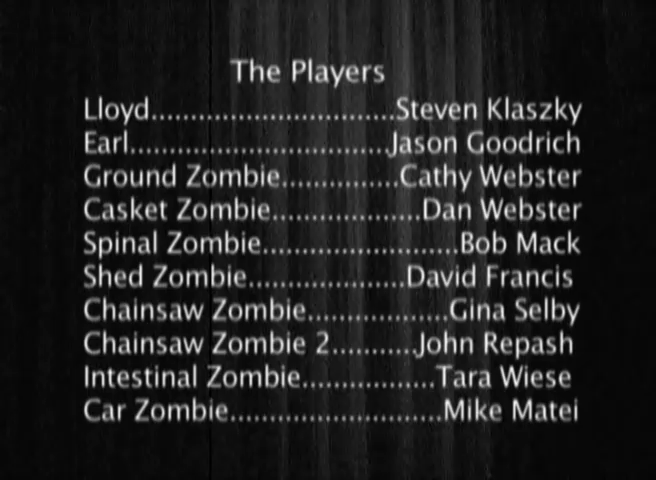 The Players
Lloyd...............................Steven Klaszky
Earl.................................Jason Goodrich
Ground Zombie...............Cathy Webster
Casket Zombie...................Dan Webster
Spinal Zombie.........................Bob Mack
Shed Zombie....................David Francis
Chainsaw Zombie..................Gina Selby
Chainsaw Zombie 2...........John Repash
Intestinal Zombie.................Tara Wiese
Car Zombie...........................Mike Matei